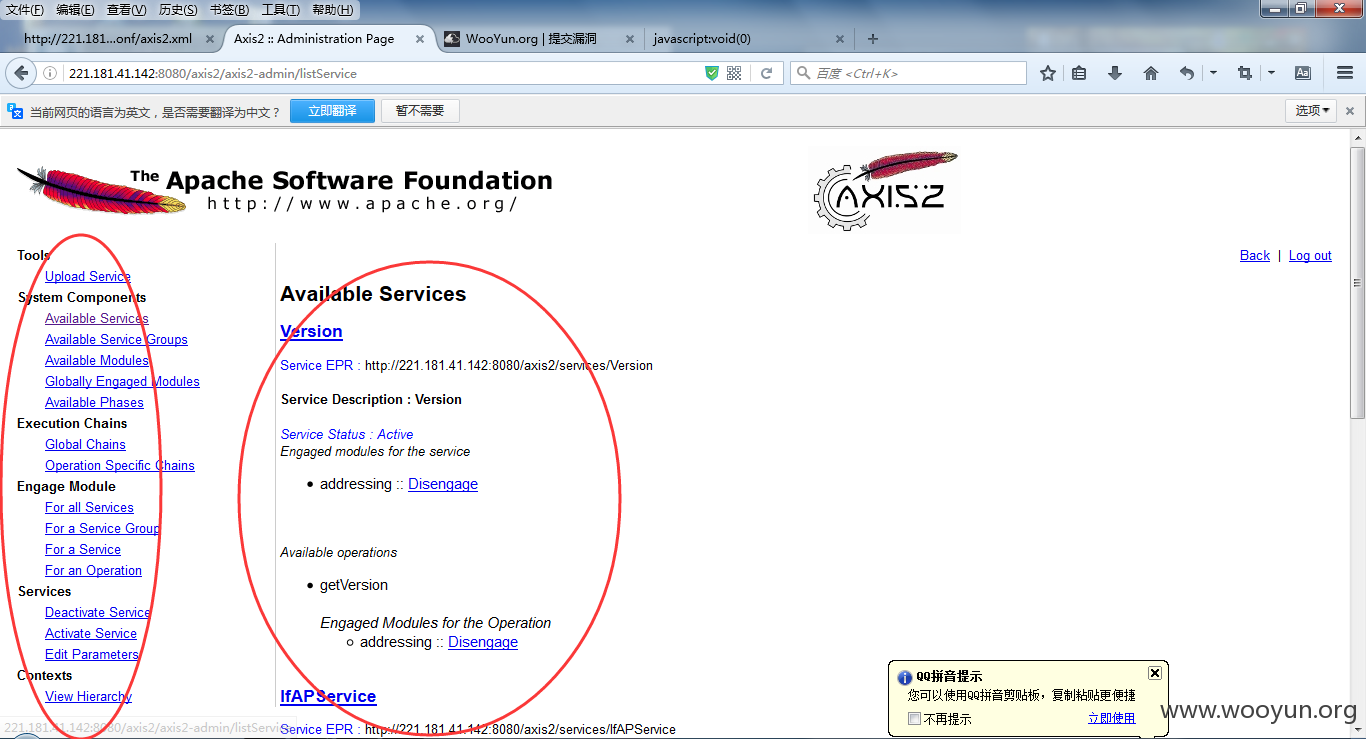 文件(F) 编辑(E) 查看(V) 历史(S) 书签(B) 工具(T) 帮助(H)
http://221.181...onf/axis2.xml × Axis2 :: Administration Page × WooYun.org | 提交漏洞 × javascript:void(0) × +
221.181.41.142:8080/axis2/axis2-admin/listService 百度 <Ctrl+K>
当前网页的语言为英文，是否需要翻译为中文？ 立即翻译 暂不需要 选项
The Apache Software Foundation
http://www.apache.org/
AXIS2
Back | Log out
Tools
Upload Service
System Components
Available Services
Available Service Groups
Available Modules
Globally Engaged Modules
Available Phases
Execution Chains
Global Chains
Operation Specific Chains
Engage Module
For all Services
For a Service Group
For a Service
For an Operation
Services
Deactivate Service
Activate Service
Edit Parameters
Contexts
View Hierarchy
Available Services
Version
Service EPR : http://221.181.41.142:8080/axis2/services/Version
Service Description : Version
Service Status : Active
Engaged modules for the service
addressing :: Disengage
Available operations
getVersion
Engaged Modules for the Operation
addressing :: Disengage
IfAPService
Service EPR : http://221.181.41.142:8080/axis2/services/IfAPService
221.181.41.142:8080/axis2/axis2-admin/listService
QQ拼音提示
您可以使用QQ拼音剪贴板，复制粘贴更便捷
不再提示 立即使用
www.wooyun.org